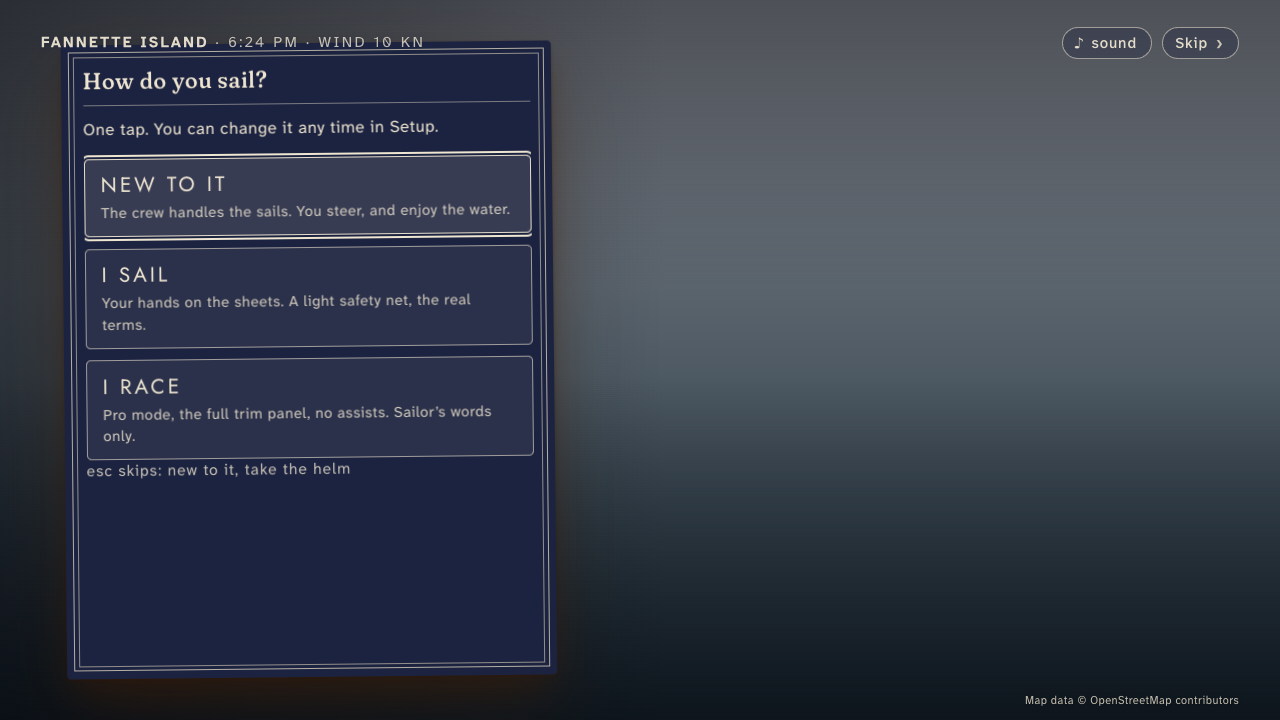 FANNETTE ISLAND · 6:24 PM · WIND 10 KN
♪ sound
Skip ›
How do you sail?
One tap. You can change it any time in Setup.
NEW TO IT
The crew handles the sails. You steer, and enjoy the water.
I SAIL
Your hands on the sheets. A light safety net, the real
terms.
I RACE
Pro mode, the full trim panel, no assists. Sailor's words
only.
esc skips: new to it, take the helm
Map data © OpenStreetMap contributors